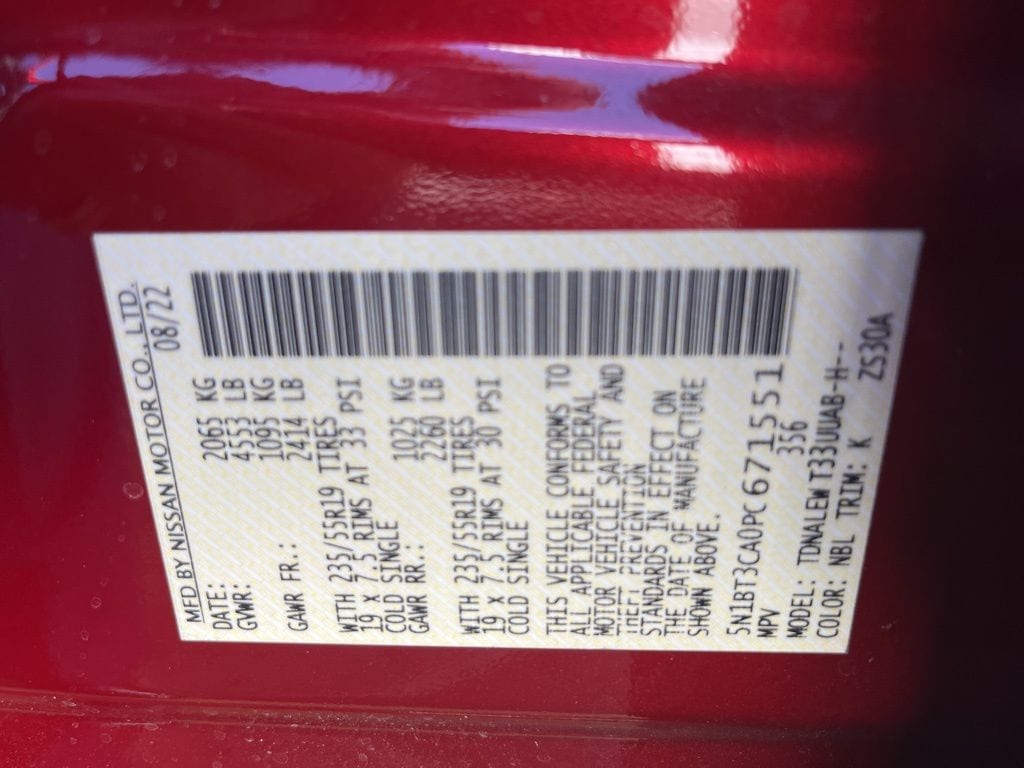 MFD BY NISSAN MOTOR CO., LTD.
DATE: 08/22
GVWR: 2065 KG
4553 LB
1095 KG
GAWR FR.: 2414 LB
WITH 235/55R19 TIRES
19 X 7.5 RIMS AT 33 PSI
COLD SINGLE
GAWR RR.: 1025 KG
2260 LB
WITH 235/55R19 TIRES
19 X 7.5 RIMS AT 30 PSI
COLD SINGLE
THIS VEHICLE CONFORMS TO
ALL APPLICABLE FEDERAL
MOTOR VEHICLE SAFETY AND
THEFT PREVENTION
STANDARDS IN EFFECT ON
THE DATE OF MANUFACTURE
SHOWN ABOVE.
5N1BT3CA0PC671551
MPV 356
MODEL: TDNALEW T33UUAB-H--
COLOR: NBL TRIM: K ZS30A